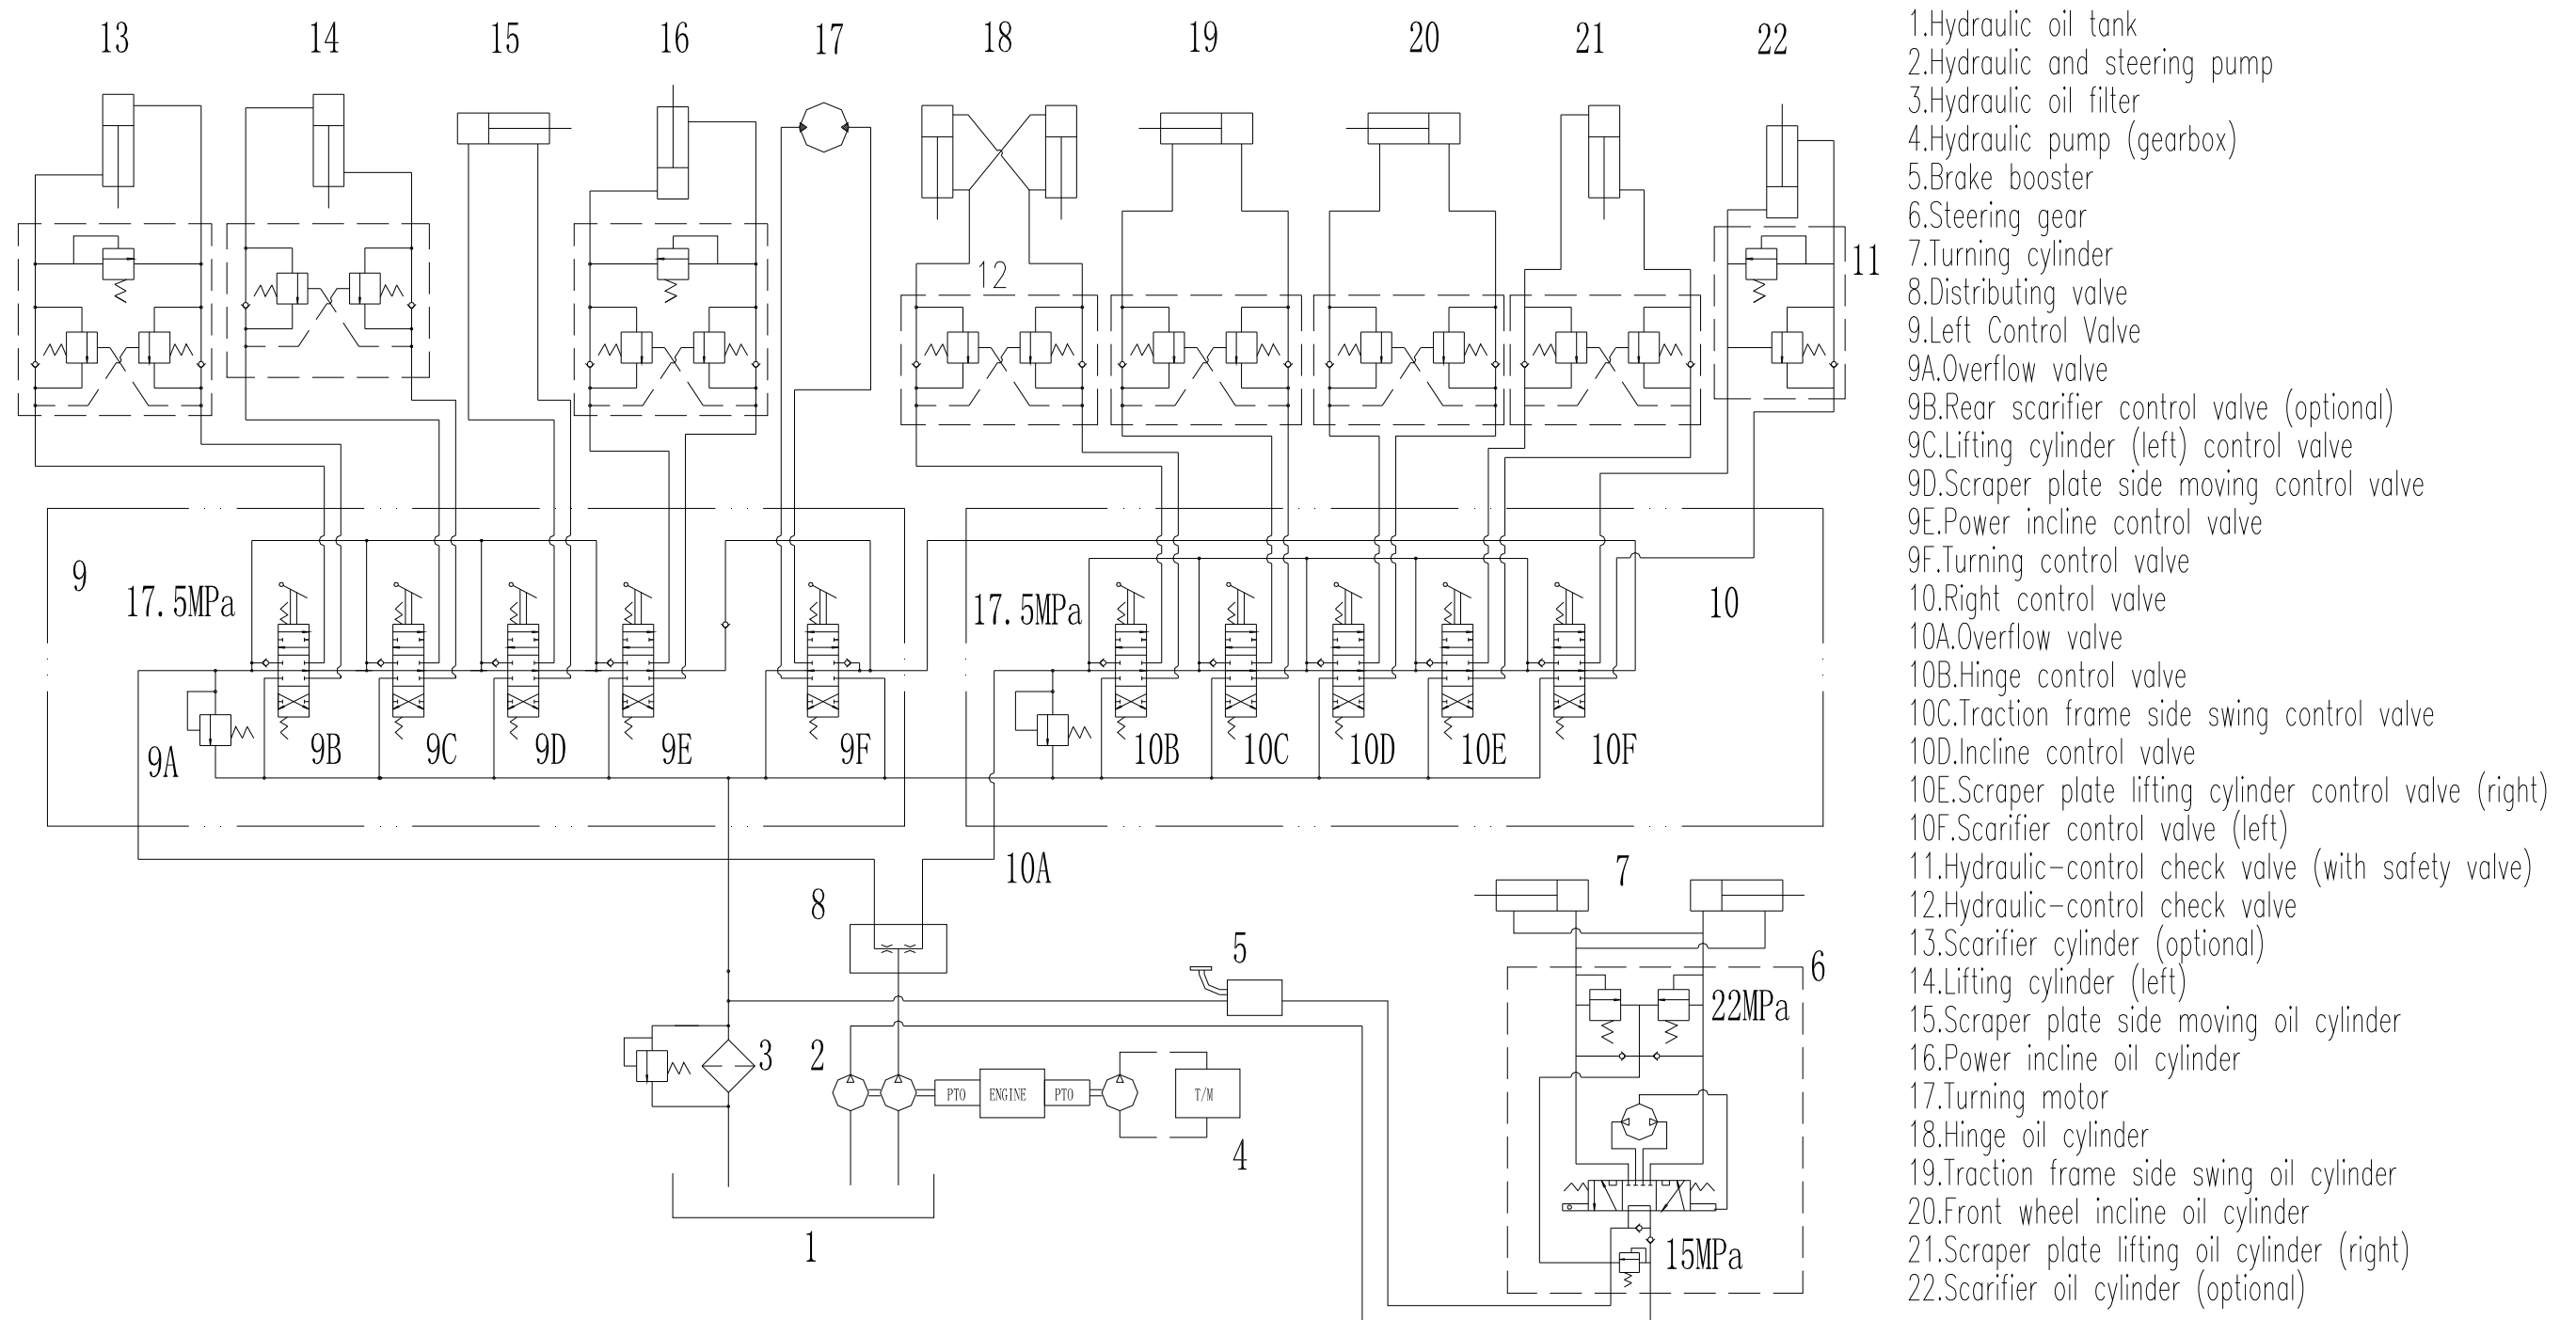 13 14 15 16 17 18 19 20 21 22
12
11
9
17.5MPa
17.5MPa
10
9A
9B
9C
9D
9E
9F
10B
10C
10D
10E
10F
10A
7
8
5
6
22MPa
2
3
PTO
ENGINE
PTO
T/M
4
1
15MPa
1.Hydraulic oil tank
2.Hydraulic and steering pump
3.Hydraulic oil filter
4.Hydraulic pump (gearbox)
5.Brake booster
6.Steering gear
7.Turning cylinder
8.Distributing valve
9.Left Control Valve
9A.Overflow valve
9B.Rear scarifier control valve (optional)
9C.Lifting cylinder (left) control valve
9D.Scraper plate side moving control valve
9E.Power incline control valve
9F.Turning control valve
10.Right control valve
10A.Overflow valve
10B.Hinge control valve
10C.Traction frame side swing control valve
10D.Incline control valve
10E.Scraper plate lifting cylinder control valve (right)
10F.Scarifier control valve (left)
11.Hydraulic-control check valve (with safety valve)
12.Hydraulic-control check valve
13.Scarifier cylinder (optional)
14.Lifting cylinder (left)
15.Scraper plate side moving oil cylinder
16.Power incline oil cylinder
17.Turning motor
18.Hinge oil cylinder
19.Traction frame side swing oil cylinder
20.Front wheel incline oil cylinder
21.Scraper plate lifting oil cylinder (right)
22.Scarifier oil cylinder (optional)